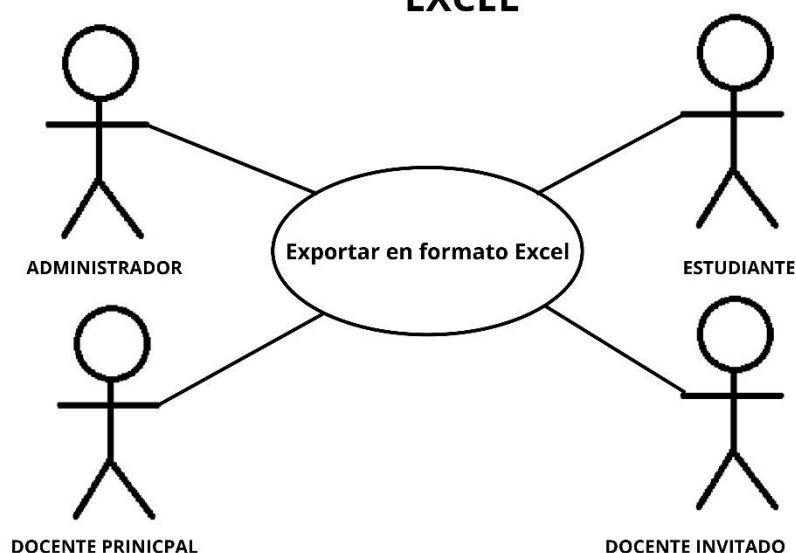 EXCEL
Exportar en formato Excel
ADMINISTRADOR
ESTUDIANTE
DOCENTE PRINICPAL
DOCENTE INVITADO